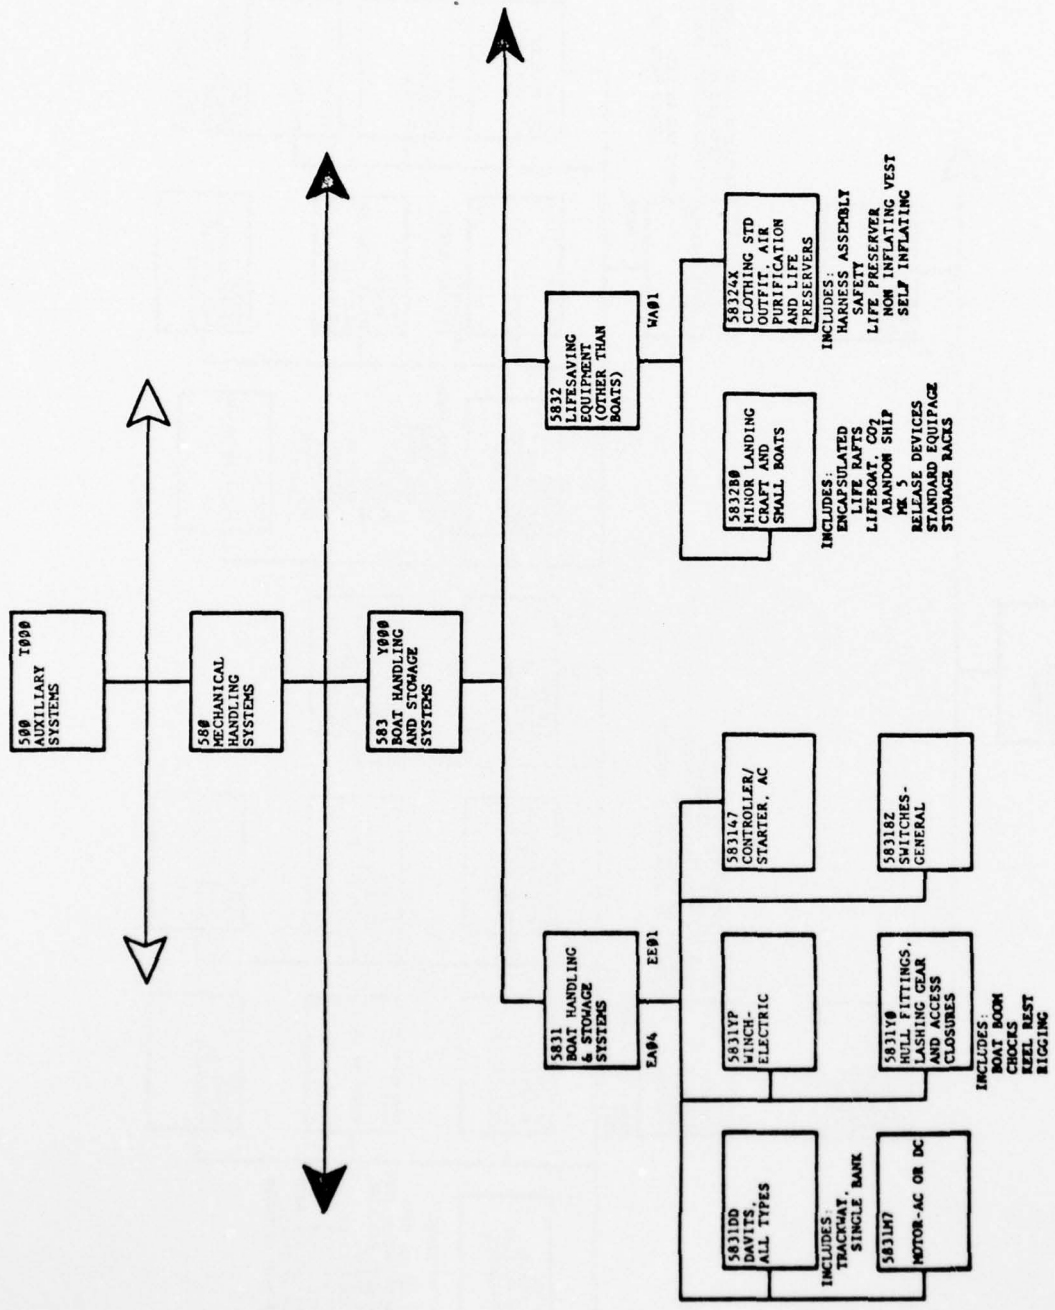 500 T000
AUXILIARY
SYSTEMS
580
MECHANICAL
HANDLING
SYSTEMS
583 Y000
BOAT HANDLING
AND STOWAGE
SYSTEMS
5831
BOAT HANDLING
& STOWAGE
SYSTEMS
EA04 EE01
5832
LIFESAVING
EQUIPMENT
(OTHER THAN
BOATS)
WA01
5831DD
DAVITS,
ALL TYPES
INCLUDES:
TRACKWAY,
SINGLE BANK
5831YP
WINCH-
ELECTRIC
583147
CONTROLLER/
STARTER, AC
5832B0
MINOR LANDING
CRAFT AND
SMALL BOATS
INCLUDES:
ENCAPSULATED
LIFE RAFTS
LIFEBOAT, CO2
ABANDON SHIP
MK 5
RELEASE DEVICES
STANDARD EQUIPAGE
STORAGE RACKS
58324X
CLOTHING STD
OUTFIT, AIR
PURIFICATION
AND LIFE
PRESERVERS
INCLUDES:
HARNESS ASSEMBLY
SAFETY
LIFE PRESERVER
NON INFLATING VEST
SELF INFLATING
5831M7
MOTOR-AC OR DC
5831Y0
HULL FITTINGS,
LASHING GEAR
AND ACCESS
CLOSURES
INCLUDES:
BOAT BOOM
CHOCKS
KEEL REST
RIGGING
58318Z
SWITCHES-
GENERAL